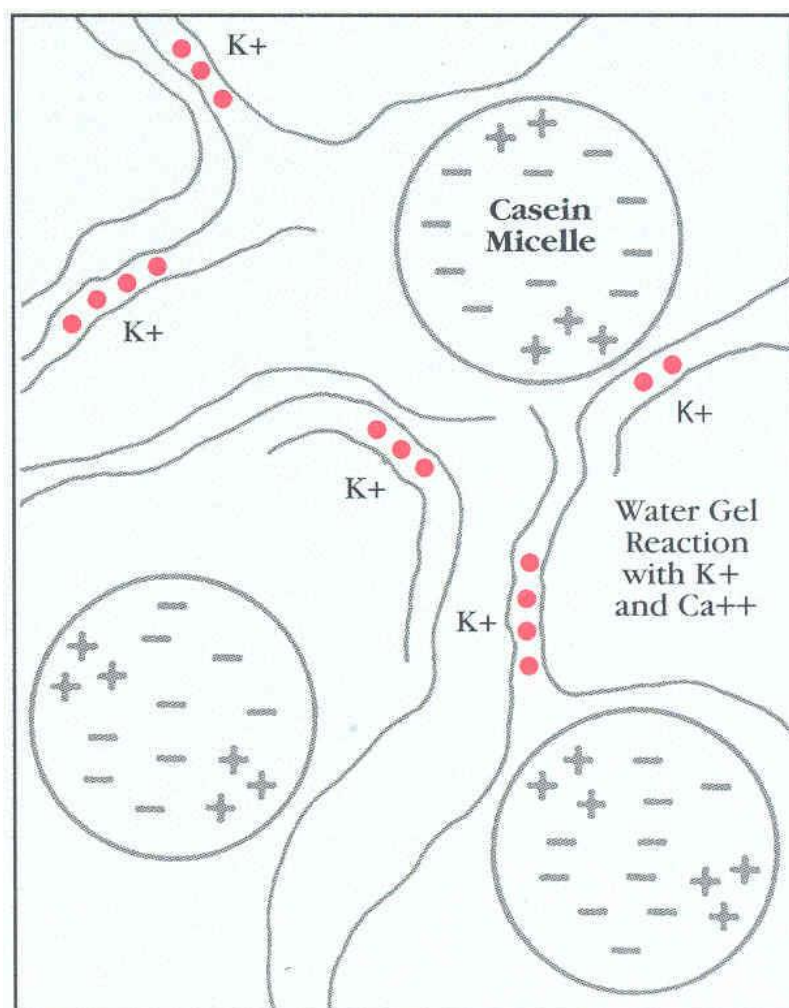 K+
Casein
Micelle
K+
K+
K+
Water Gel
Reaction
with K+
and Ca++
K+